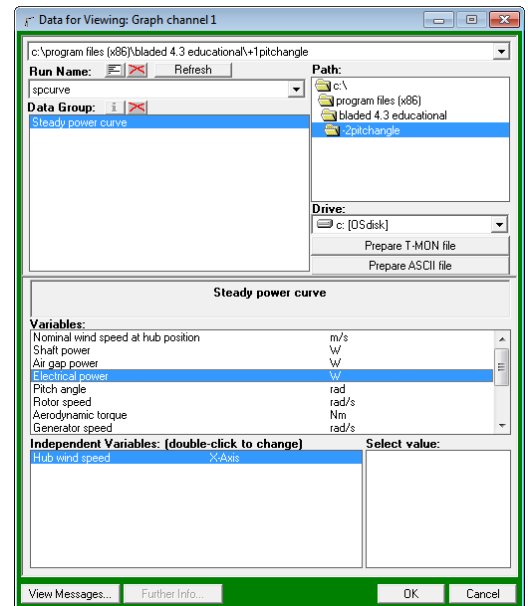 Data for Viewing: Graph channel 1
c:\program files (x86)\bladed 4.3 educational\+1pitchangle
Run Name: Refresh Path:
spcurve
c:\
program files (x86)
bladed 4.3 educational
-2pitchangle
Data Group: i
Steady power curve
Drive:
c: [OSdisk]
Prepare T-MON file
Prepare ASCII file
Steady power curve
Variables:
Nominal wind speed at hub position m/s
Shaft power W
Air gap power W
Electrical power W
Pitch angle rad
Rotor speed rad/s
Aerodynamic torque Nm
Generator speed rad/s
Independent Variables: (double-click to change) Select value:
Hub wind speed X-Axis
View Messages... Further Info... OK Cancel